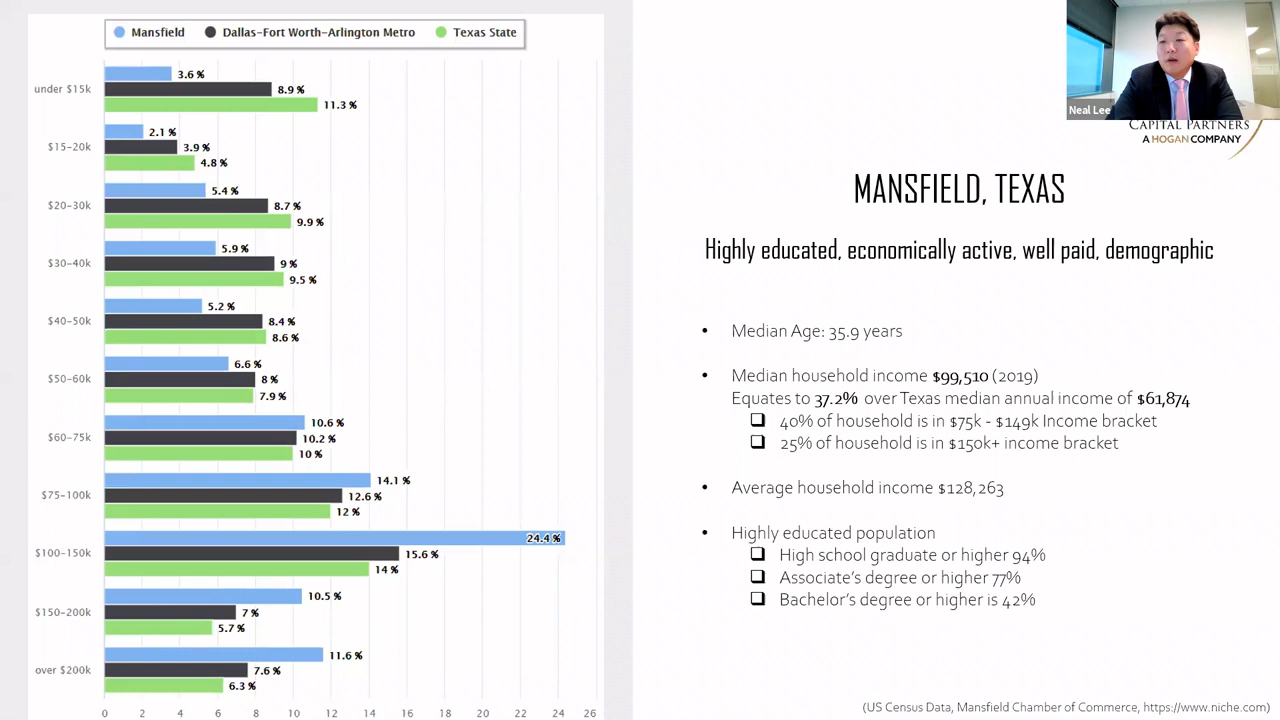 Mansfield Dallas-Fort Worth-Arlington Metro Texas State
under $15k 3.6 % 8.9 % 11.3 %
$15-20k 2.1 % 3.9 % 4.8 %
$20-30k 5.4 % 8.7 % 9.9 %
$30-40k 5.9 % 9 % 9.5 %
$40-50k 5.2 % 8.4 % 8.6 %
$50-60k 6.6 % 8 % 7.9 %
$60-75k 10.6 % 10.2 % 10 %
$75-100k 14.1 % 12.6 % 12 %
$100-150k 24.4 % 15.6 % 14 %
$150-200k 10.5 % 7 % 5.7 %
over $200k 11.6 % 7.6 % 6.3 %
0 2 4 6 8 10 12 14 16 18 20 22 24 26
Neal Lee
CAPITAL PARTNERS
A HOGAN COMPANY
MANSFIELD, TEXAS
Highly educated, economically active, well paid, demographic
• Median Age: 35.9 years
• Median household income $99,510 (2019)
Equates to 37.2% over Texas median annual income of $61,874
❑ 40% of household is in $75k - $149k Income bracket
❑ 25% of household is in $150k+ income bracket
• Average household income $128,263
• Highly educated population
❑ High school graduate or higher 94%
❑ Associate's degree or higher 77%
❑ Bachelor's degree or higher is 42%
(US Census Data, Mansfield Chamber of Commerce, https://www.niche.com)